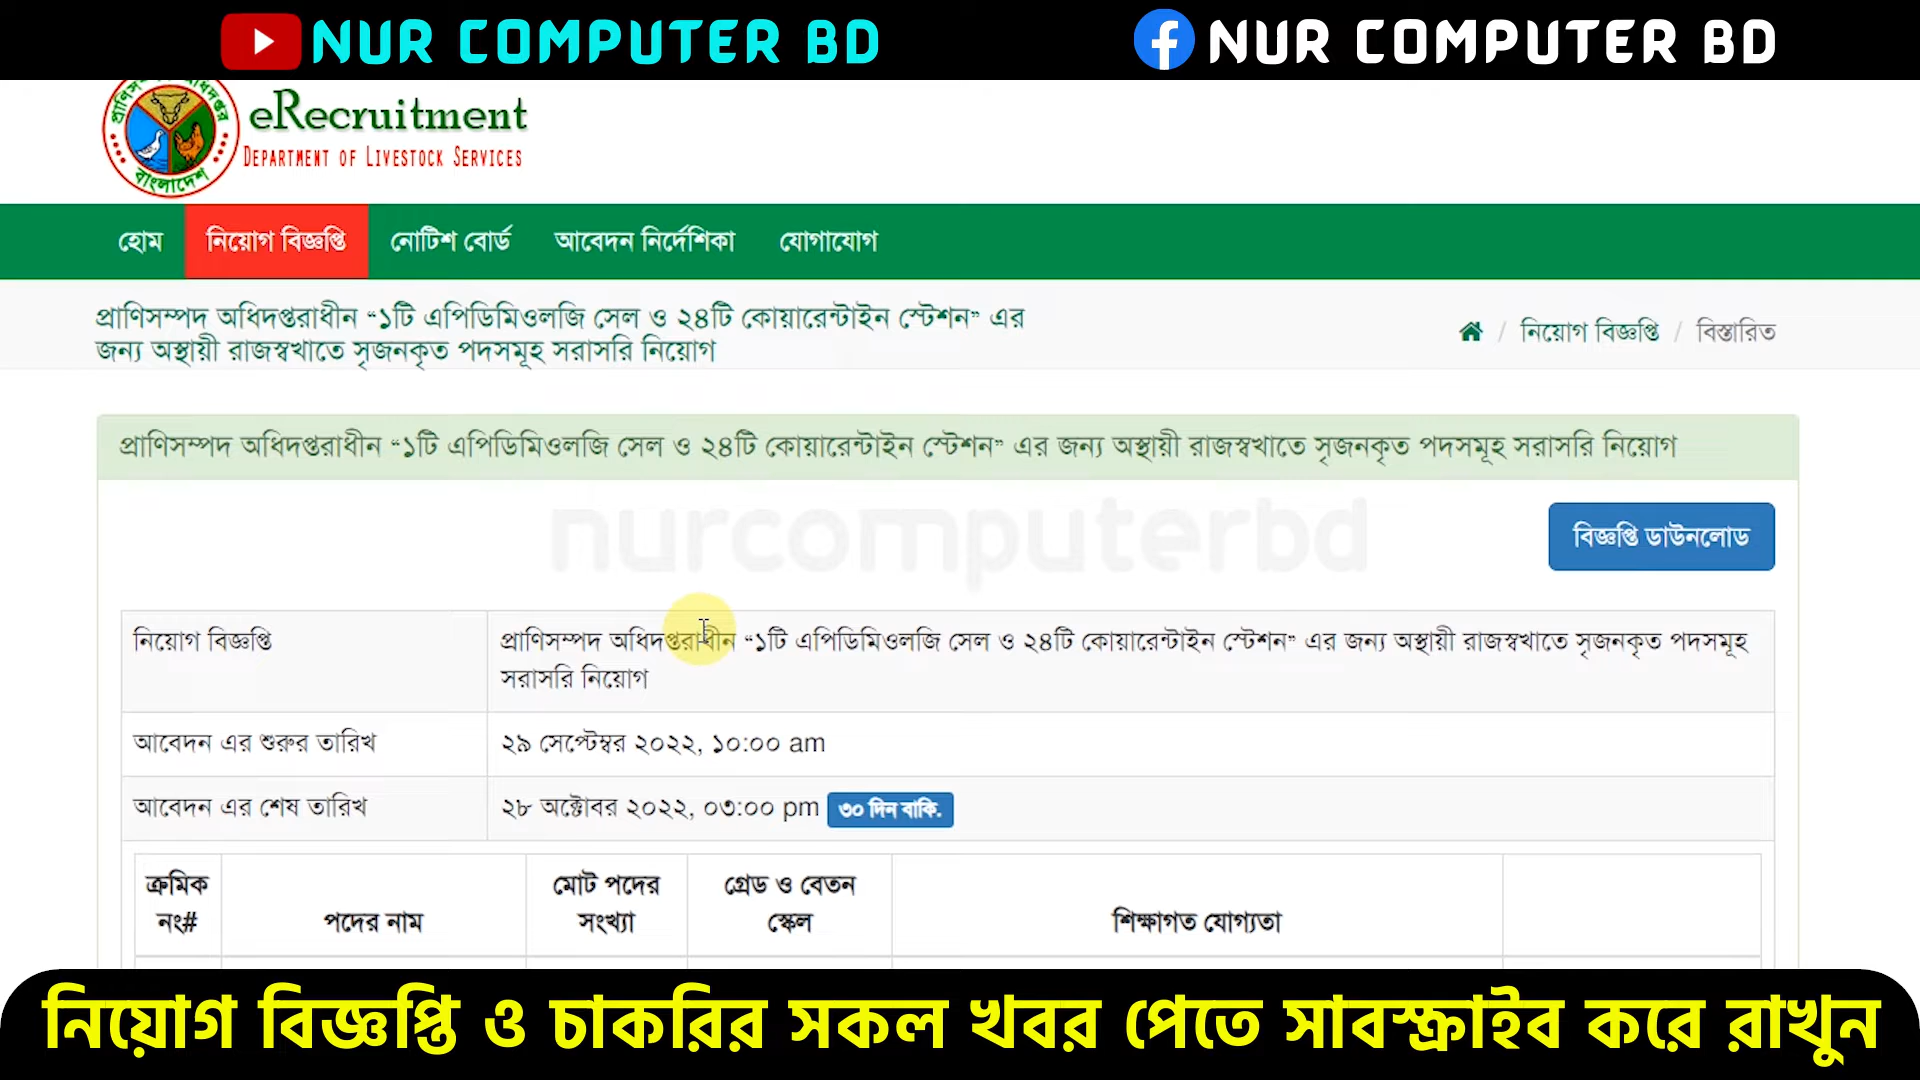 NUR COMPUTER BD
NUR COMPUTER BD
eRecruitment
DEPARTMENT OF LIVESTOCK SERVICES
বাংলাদেশ
হোম
নিয়োগ বিজ্ঞপ্তি
নোটিশ বোর্ড
আবেদন নির্দেশিকা
যোগাযোগ
প্রাণিসম্পদ অধিদপ্তরাধীন “১টি এপিডিমিওলজি সেল ও ২৪টি কোয়ারেন্টাইন স্টেশন” এর
জন্য অস্থায়ী রাজস্বখাতে সৃজনকৃত পদসমূহ সরাসরি নিয়োগ
/ নিয়োগ বিজ্ঞপ্তি / বিস্তারিত
প্রাণিসম্পদ অধিদপ্তরাধীন “১টি এপিডিমিওলজি সেল ও ২৪টি কোয়ারেন্টাইন স্টেশন” এর জন্য অস্থায়ী রাজস্বখাতে সৃজনকৃত পদসমূহ সরাসরি নিয়োগ
nurcomputerbd
বিজ্ঞপ্তি ডাউনলোড
নিয়োগ বিজ্ঞপ্তি
প্রাণিসম্পদ অধিদপ্তরাধীন “১টি এপিডিমিওলজি সেল ও ২৪টি কোয়ারেন্টাইন স্টেশন” এর জন্য অস্থায়ী রাজস্বখাতে সৃজনকৃত পদসমূহ
সরাসরি নিয়োগ
আবেদন এর শুরুর তারিখ
২৯ সেপ্টেম্বর ২০২২, ১০:০০ am
আবেদন এর শেষ তারিখ
২৮ অক্টোবর ২০২২, ০৩:০০ pm ৩০ দিন বাকি.
ক্রমিক
নং#
পদের নাম
মোট পদের
সংখ্যা
গ্রেড ও বেতন
স্কেল
শিক্ষাগত যোগ্যতা
নিয়োগ বিজ্ঞপ্তি ও চাকরির সকল খবর পেতে সাবস্ক্রাইব করে রাখুন